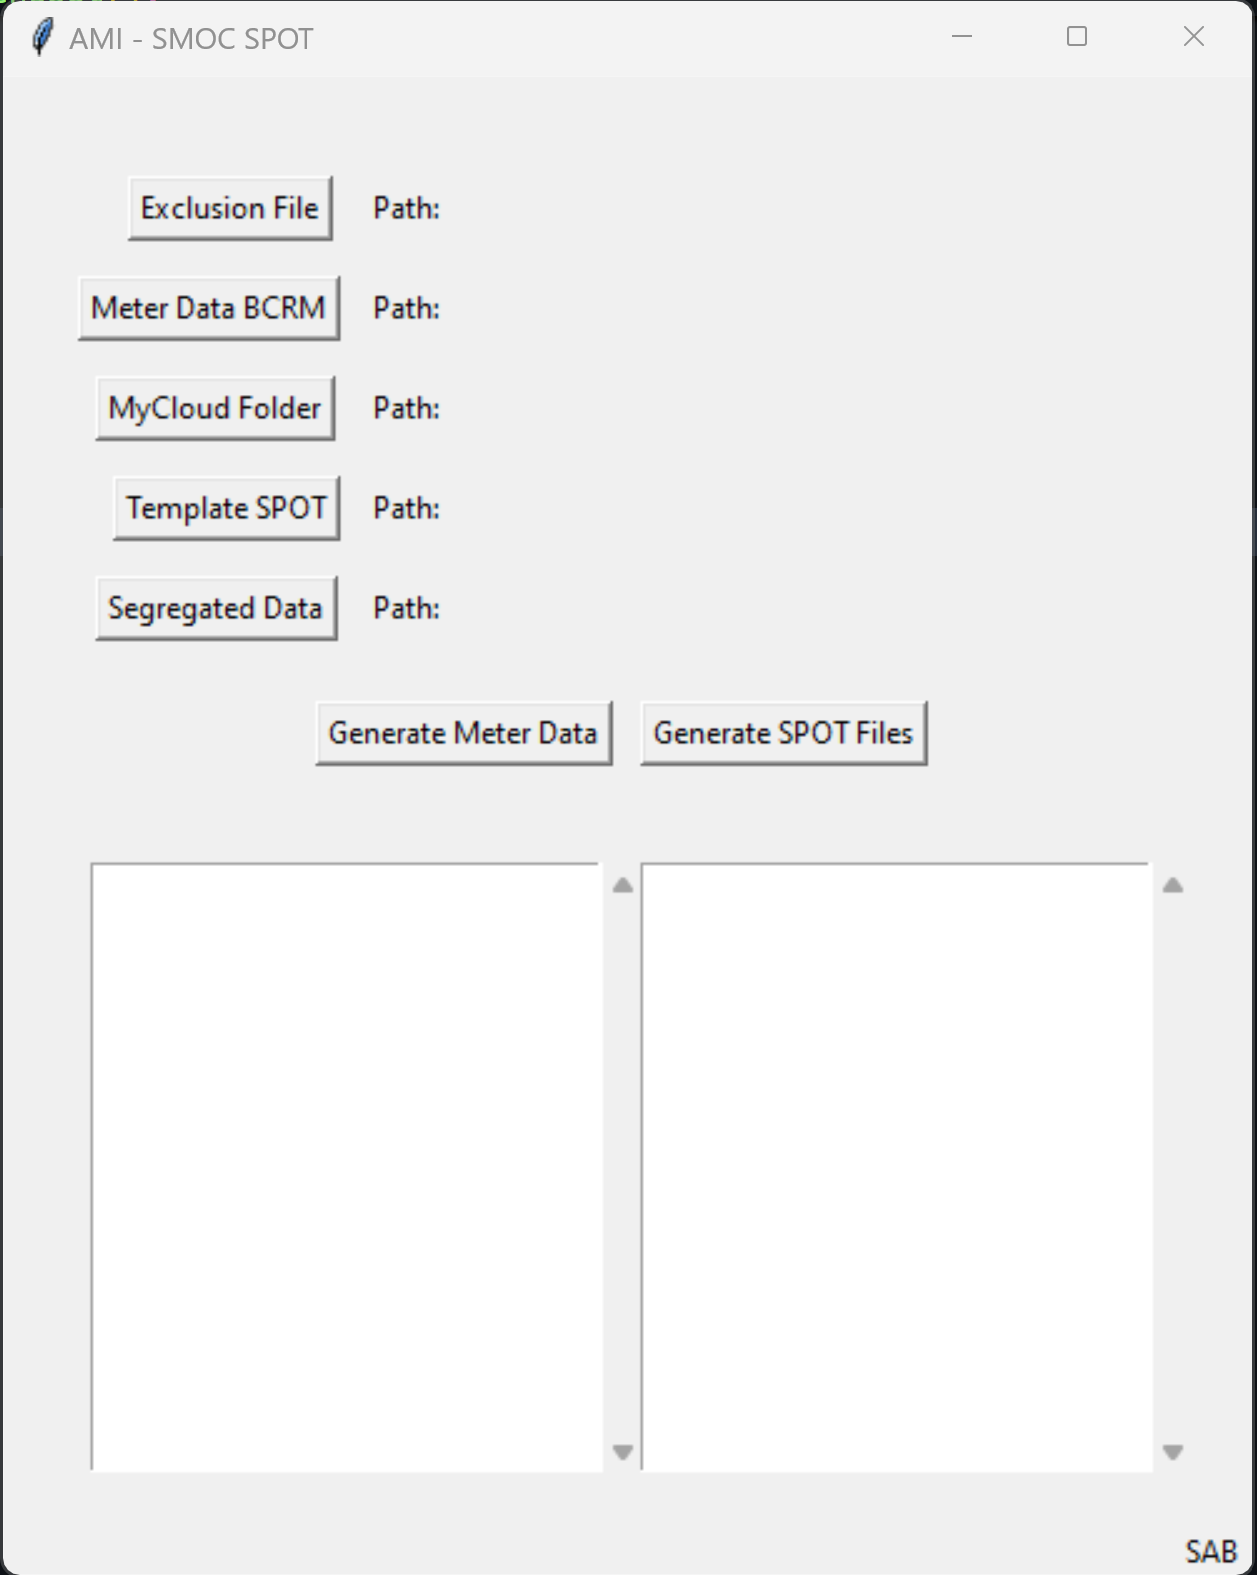 AMI - SMOC SPOT
Exclusion File Path:
Meter Data BCRM Path:
MyCloud Folder Path:
Template SPOT Path:
Segregated Data Path:
Generate Meter Data Generate SPOT Files
SAB